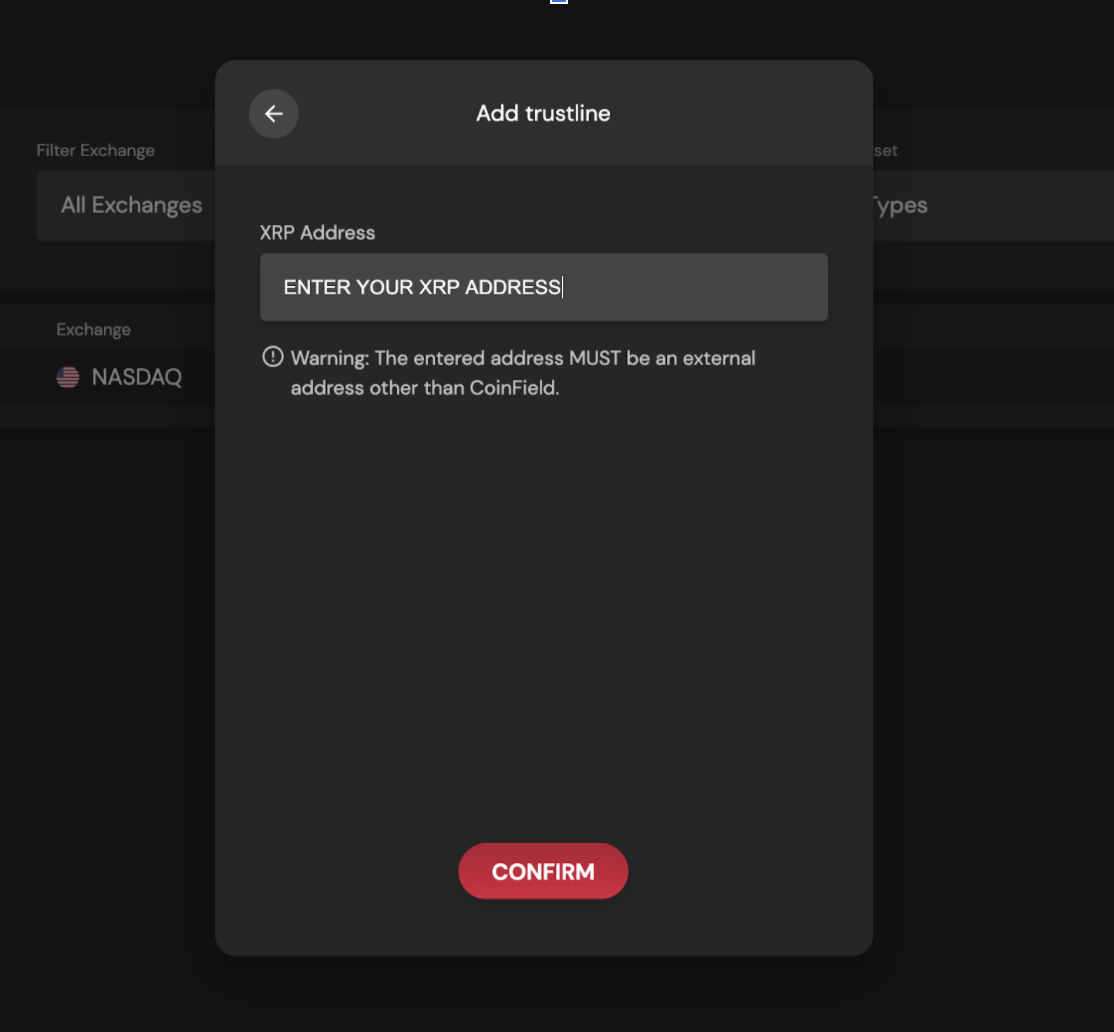 Add trustline
Filter Exchange
set
All Exchanges
Types
XRP Address
ENTER YOUR XRP ADDRESS
Exchange
Warning: The entered address MUST be an external
address other than CoinField.
NASDAQ
CONFIRM